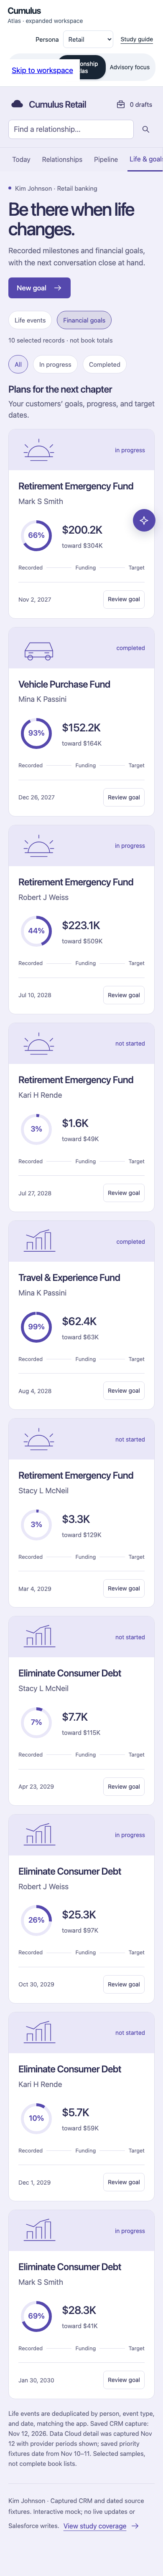 Cumulus
Atlas · expanded workspace
Persona Retail Study guide
Skip to workspace
Advisory focus
Cumulus Retail 0 drafts
Find a relationship...
Today Relationships Pipeline Life & goals
Kim Johnson · Retail banking
Be there when life
changes.
Recorded milestones and financial goals,
with the next conversation close at hand.
New goal →
Life events Financial goals
10 selected records · not book totals
All In progress Completed
Plans for the next chapter
Your customers' goals, progress, and target
dates.
in progress
Retirement Emergency Fund
Mark S Smith
66% $200.2K
toward $304K
Recorded Funding Target
Nov 2, 2027 Review goal
completed
Vehicle Purchase Fund
Mina K Passini
93% $152.2K
toward $164K
Recorded Funding Target
Dec 26, 2027 Review goal
in progress
Retirement Emergency Fund
Robert J Weiss
44% $223.1K
toward $509K
Recorded Funding Target
Jul 10, 2028 Review goal
not started
Retirement Emergency Fund
Kari H Rende
3% $1.6K
toward $49K
Recorded Funding Target
Jul 27, 2028 Review goal
completed
Travel & Experience Fund
Mina K Passini
99% $62.4K
toward $63K
Recorded Funding Target
Aug 4, 2028 Review goal
not started
Retirement Emergency Fund
Stacy L McNeil
3% $3.3K
toward $129K
Recorded Funding Target
Mar 4, 2029 Review goal
not started
Eliminate Consumer Debt
Stacy L McNeil
7% $7.7K
toward $115K
Recorded Funding Target
Apr 23, 2029 Review goal
in progress
Eliminate Consumer Debt
Robert J Weiss
26% $25.3K
toward $97K
Recorded Funding Target
Oct 30, 2029 Review goal
not started
Eliminate Consumer Debt
Kari H Rende
10% $5.7K
toward $59K
Recorded Funding Target
Dec 1, 2029 Review goal
in progress
Eliminate Consumer Debt
Mark S Smith
69% $28.3K
toward $41K
Recorded Funding Target
Jan 30, 2030 Review goal
Life events are deduplicated by person, event type,
and date, matching the app. Saved CRM capture:
Nov 12, 2026. Data Cloud detail was captured Nov
12 with provider periods shown; saved priority
fixtures date from Nov 10–11. Selected samples,
not complete book lists.
Kim Johnson · Captured CRM and dated source
fixtures. Interactive mock; no live updates or
Salesforce writes. View study coverage →